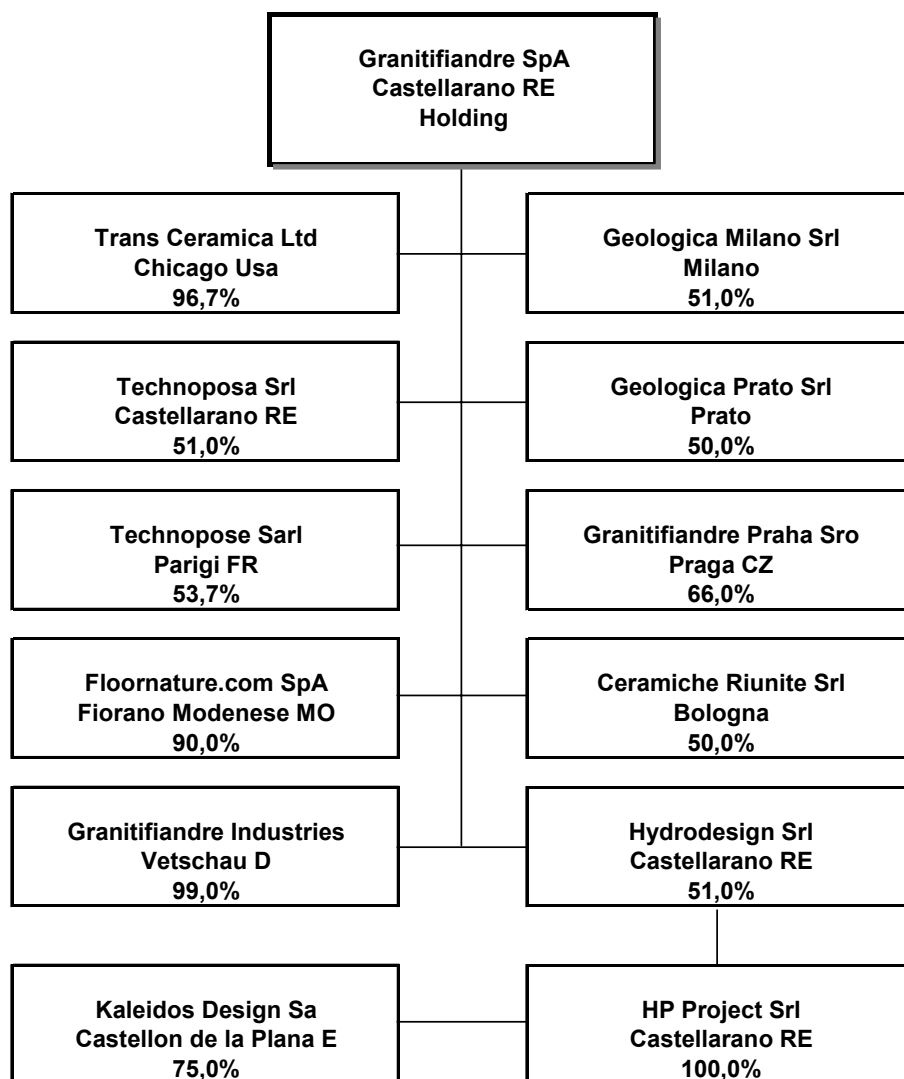 Granitifiandre SpA
Castellarano RE
Holding
Trans Ceramica Ltd
Chicago Usa
96,7%
Geologica Milano Srl
Milano
51,0%
Technoposa Srl
Castellarano RE
51,0%
Geologica Prato Srl
Prato
50,0%
Technopose Sarl
Parigi FR
53,7%
Granitifiandre Praha Sro
Praga CZ
66,0%
Floornature.com SpA
Fiorano Modenese MO
90,0%
Ceramiche Riunite Srl
Bologna
50,0%
Granitifiandre Industries
Vetschau D
99,0%
Hydrodesign Srl
Castellarano RE
51,0%
Kaleidos Design Sa
Castellon de la Plana E
75,0%
HP Project Srl
Castellarano RE
100,0%